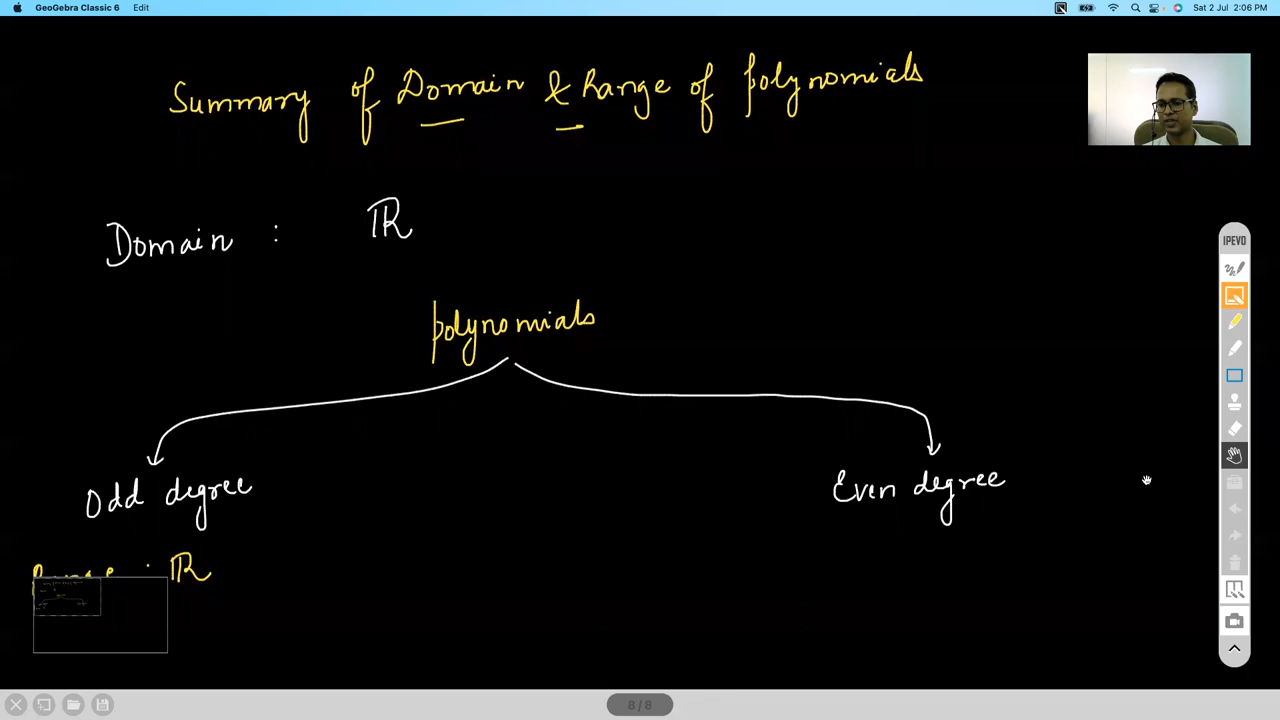 GeoGebra Classic 6 Edit Sat 2 Jul 2:06 PM
Summary of Domain & Range of polynomials
Domain : ℝ
IPEVO
polynomials
Odd degree Even degree
: ℝ
8 / 8